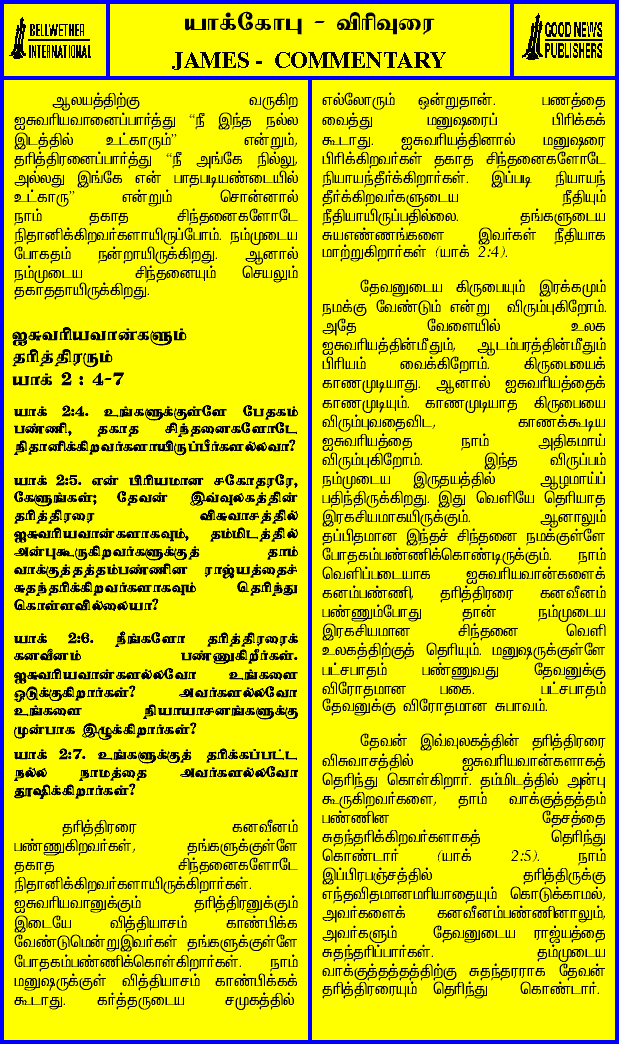 BELLWETHER
INTERNATIONAL
யாக்கோபு - விரிவுரை
JAMES - COMMENTARY
GOOD NEWS
PUBLISHERS
ஆலயத்திற்கு வருகிற
ஐசுவரியவானைப்பார்த்து “நீ இந்த நல்ல
இடத்தில் உட்காரும்” என்றும்,
தரித்திரனைப்பார்த்து “நீ அங்கே நில்லு,
அல்லது இங்கே என் பாதபடியண்டையில்
உட்காரு” என்றும் சொன்னால்
நாம் தகாத சிந்தனைகளோடே
நிதானிக்கிறவர்களாயிருப்போம். நம்முடைய
போகதம் நன்றாயிருக்கிறது. ஆனால்
நம்முடைய சிந்தனையும் செயலும்
தகாததாயிருக்கிறது.
ஐசுவரியவான்களும்
தரித்திரரும்
யாக் 2 : 4-7
யாக் 2:4. உங்களுக்குள்ளே பேதகம்
பண்ணி, தகாத சிந்தனைகளோடே
நிதானிக்கிறவர்களாயிருப்பீர்களல்லவா?
யாக் 2:5. என் பிரியமான சகோதரரே,
கேளுங்கள்; தேவன் இவ்வுலகத்தின்
தரித்திரரை விசுவாசத்தில்
ஐசுவரியவான்களாகவும், தம்மிடத்தில்
அன்புகூருகிறவர்களுக்குத் தாம்
வாக்குத்தத்தம்பண்ணின ராஜ்யத்தைச்
சுதந்தரிக்கிறவர்களாகவும் தெரிந்து
கொள்ளவில்லையா?
யாக் 2:6. நீங்களோ தரித்திரரைக்
கனவீனம் பண்ணுகிறீர்கள்.
ஐசுவரியவான்களல்லவோ உங்களை
ஒடுக்குகிறார்கள்? அவர்களல்லவோ
உங்களை நியாயாசனங்களுக்கு
முன்பாக இழுக்கிறார்கள்?
யாக் 2:7. உங்களுக்குத் தரிக்கப்பட்ட
நல்ல நாமத்தை அவர்களல்லவோ
தூஷிக்கிறார்கள்?
தரித்திரரை கனவீனம்
பண்ணுகிறவர்கள், தங்களுக்குள்ளே
தகாத சிந்தனைகளோடே
நிதானிக்கிறவர்களாயிருக்கிறார்கள்.
ஐசுவரியவானுக்கும் தரித்திரனுக்கும்
இடையே வித்தியாசம் காண்பிக்க
வேண்டுமென்றுஇவர்கள் தங்களுக்குள்ளே
போதகம்பண்ணிக்கொள்கிறார்கள். நாம்
மனுஷருக்குள் வித்தியாசம் காண்பிக்கக்
கூடாது. கர்த்தருடைய சமுகத்தில்
எல்லோரும் ஒன்றுதான். பணத்தை
வைத்து மனுஷரைப் பிரிக்கக்
கூடாது. ஐசுவரியத்தினால் மனுஷரை
பிரிக்கிறவர்கள் தகாத சிந்தனைகளோடே
நியாயந்தீர்க்கிறார்கள். இப்படி நியாயந்
தீர்க்கிறவர்களுடைய நீதியும்
நீதியாயிருப்பதில்லை. தங்களுடைய
சுயஎண்ணங்களை இவர்கள் நீதியாக
மாற்றுகிறார்கள் (யாக் 2:4).
தேவனுடைய கிருபையும் இரக்கமும்
நமக்கு வேண்டும் என்று விரும்புகிறோம்.
அதே வேளையில் உலக
ஐசுவரியத்தின்மீதும், ஆடம்பரத்தின்மீதும்
பிரியம் வைக்கிறோம். கிருபையைக்
காணமுடியாது. ஆனால் ஐசுவரியத்தைக்
காணமுடியும். காணமுடியாத கிருபையை
விரும்புவதைவிட, காணக்கூடிய
ஐசுவரியத்தை நாம் அதிகமாய்
விரும்புகிறோம். இந்த விருப்பம்
நம்முடைய இருதயத்தில் ஆழமாய்ப்
பதிந்திருக்கிறது. இது வெளியே தெரியாத
இரகசியமாகயிருக்கும். ஆனாலும்
தப்பிதமான இந்தச் சிந்தனை நமக்குள்ளே
போதகம்பண்ணிக்கொண்டிருக்கும். நாம்
வெளிப்படையாக ஐசுவரியவான்களைக்
கனம்பண்ணி, தரித்திரரை கனவீனம்
பண்ணும்போது தான் நம்முடைய
இரகசியமான சிந்தனை வெளி
உலகத்திற்குத் தெரியும். மனுஷருக்குள்ளே
பட்சபாதம் பண்ணுவது தேவனுக்கு
விரோதமான பகை. பட்சபாதம்
தேவனுக்கு விரோதமான சுபாவம்.
தேவன் இவ்வுலகத்தின் தரித்திரரை
விசுவாசத்தில் ஐசுவரியவான்களாகத்
தெரிந்து கொள்கிறார். தம்மிடத்தில் அன்பு
கூருகிறவர்களை, தாம் வாக்குத்தத்தம்
பண்ணின தேசத்தை
சுதந்தரிக்கிறவர்களாகத் தெரிந்து
கொண்டார் (யாக் 2:5). நாம்
இப்பிரபஞ்சத்தில் தரித்திருக்கு
எந்தவிதமானமரியாதையும் கொடுக்காமல்,
அவர்களைக் கனவீனம்பண்ணினாலும்,
அவர்களும் தேவனுடைய ராஜ்யத்தை
சுதந்தரிப்பார்கள். தம்முடைய
வாக்குத்தத்தத்திற்கு சுதந்தரராக தேவன்
தரித்திரரையும் தெரிந்து கொண்டார்.